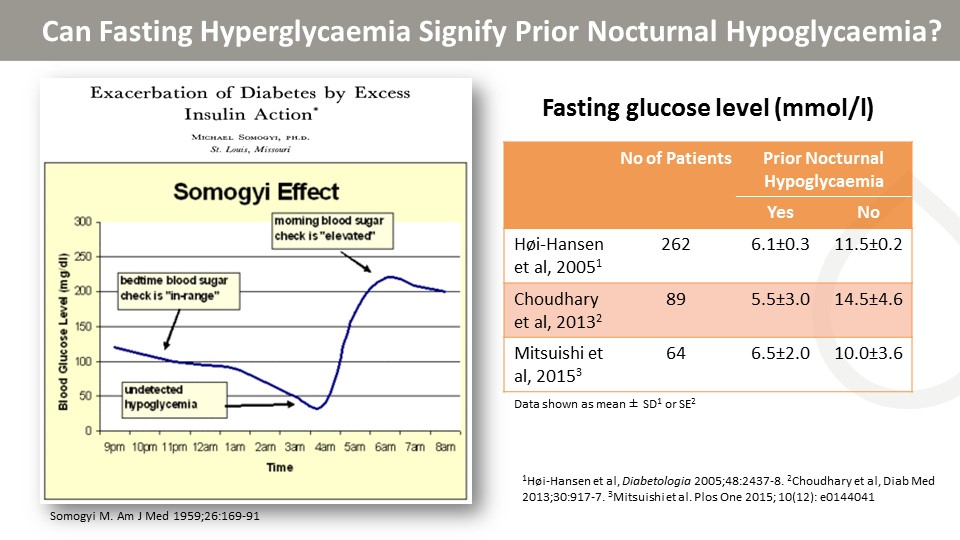 Can Fasting Hyperglycaemia Signify Prior Nocturnal Hypoglycaemia?
Exacerbation of Diabetes by Excess
Insulin Action*
MICHAEL SOMOGYI, PH.D.
St. Louis, Missouri
Somogyi Effect
Blood Glucose Level (mg/dl)
300
250
200
150
100
50
0
morning blood sugar
check is "elevated"
bedtime blood sugar
check is "in-range"
undetected
hypoglycemia
9pm 10pm 11pm 12am 1am 2am 3am 4am 5am 6am 7am 8am
Time
Somogyi M. Am J Med 1959;26:169-91
Fasting glucose level (mmol/l)
No of Patients Prior Nocturnal
Hypoglycaemia
Yes No
Høi-Hansen 262 6.1±0.3 11.5±0.2
et al, 2005¹
Choudhary 89 5.5±3.0 14.5±4.6
et al, 2013²
Mitsuishi et 64 6.5±2.0 10.0±3.6
al, 2015³
Data shown as mean ± SD¹ or SE²
¹Høi-Hansen et al, Diabetologia 2005;48:2437-8. ²Choudhary et al, Diab Med
2013;30:917-7. ³Mitsuishi et al. Plos One 2015; 10(12): e0144041